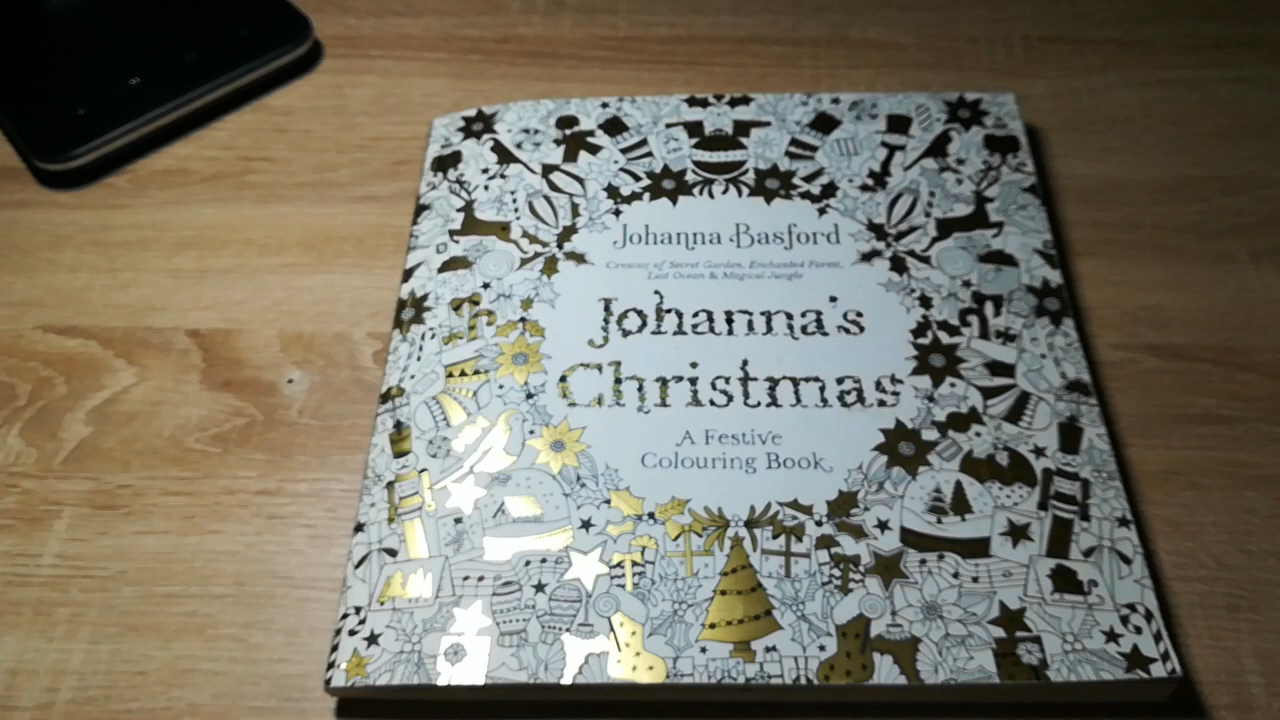 Johanna Basford
Creator of Secret Garden, Enchanted Forest,
Lost Ocean & Magical Jungle
Johanna's
Christmas
A Festive
Colouring Book